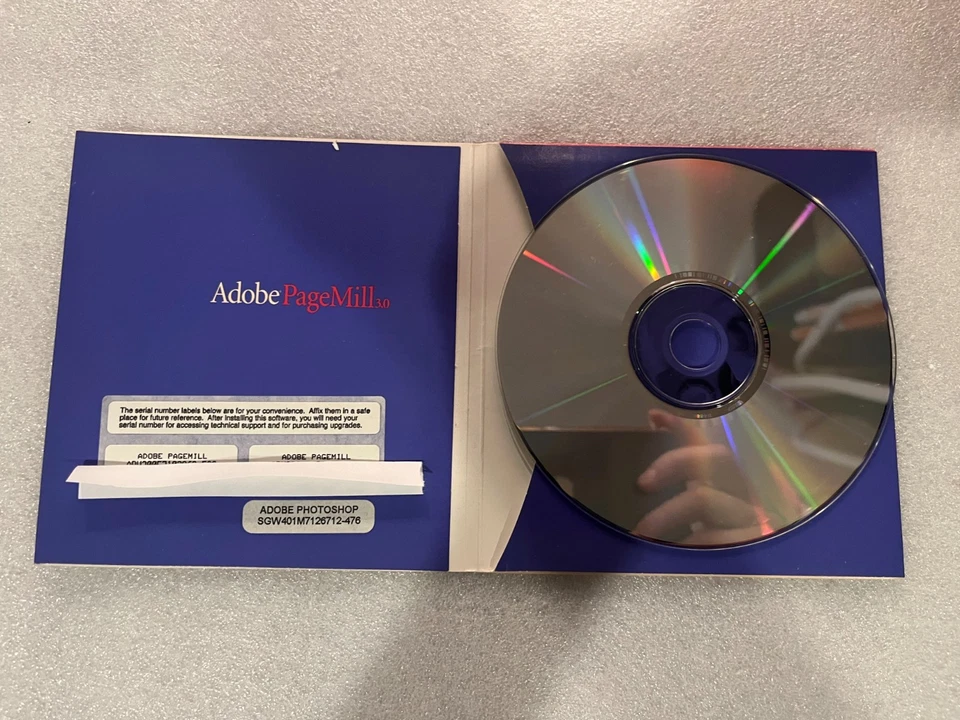 Adobe PageMill 3.0
The serial number labels below are for your convenience. Affix them in a safe
place for future reference. After installing this software, you will need your
serial number for accessing technical support and for purchasing upgrades.
ADOBE PAGEMILL
ADOBE PAGEMILL
ADOBE PHOTOSHOP
SGW401M7126712-476